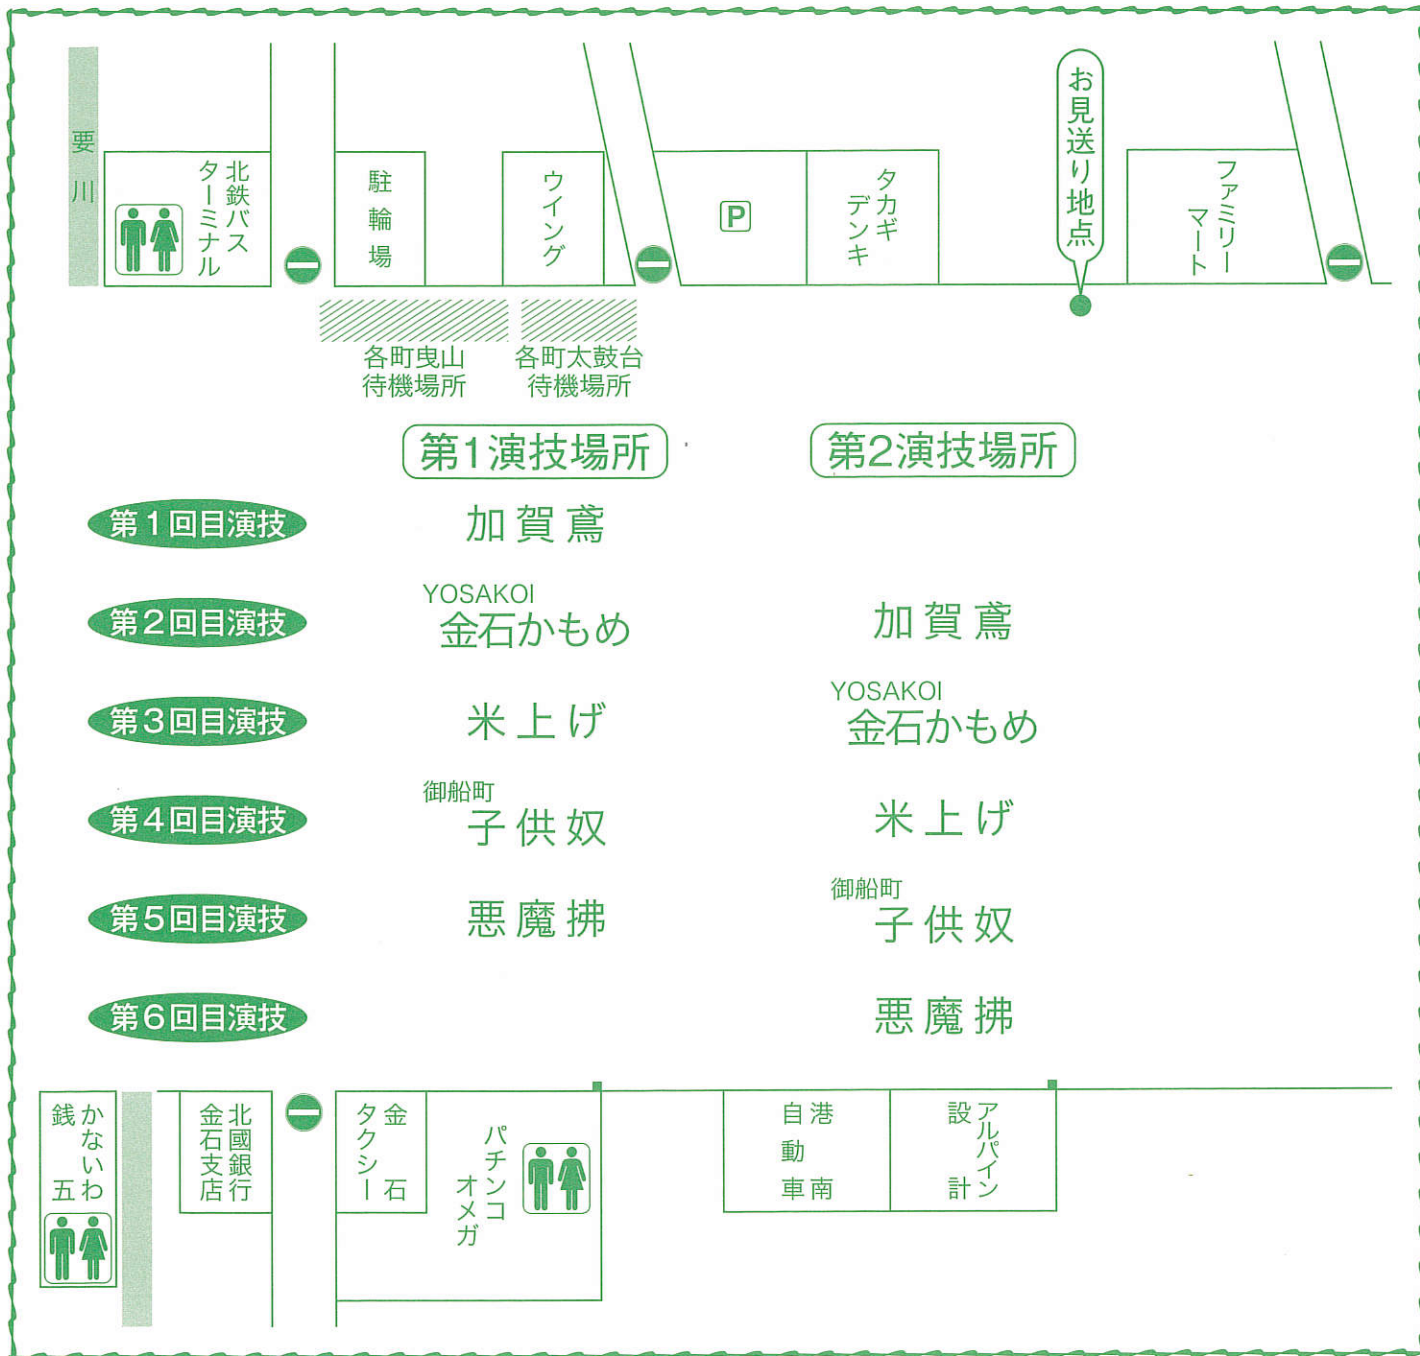 要川
北鉄バス
ターミナル
駐輪場
ウイング
P
タカギ
デンキ
お見送り地点
ファミリー
マート
各町曳山
待機場所
各町太鼓台
待機場所
第1演技場所
第2演技場所
第1回目演技
加賀鳶
第2回目演技
YOSAKOI
金石かもめ
加賀鳶
第3回目演技
米上げ
YOSAKOI
金石かもめ
第4回目演技
御船町
子供奴
米上げ
第5回目演技
悪魔拂
御船町
子供奴
第6回目演技
悪魔拂
かないわ
銭五
北國銀行
金石支店
金石
タクシー
パチンコ
オメガ
港南
自動車
アルパイン
設計